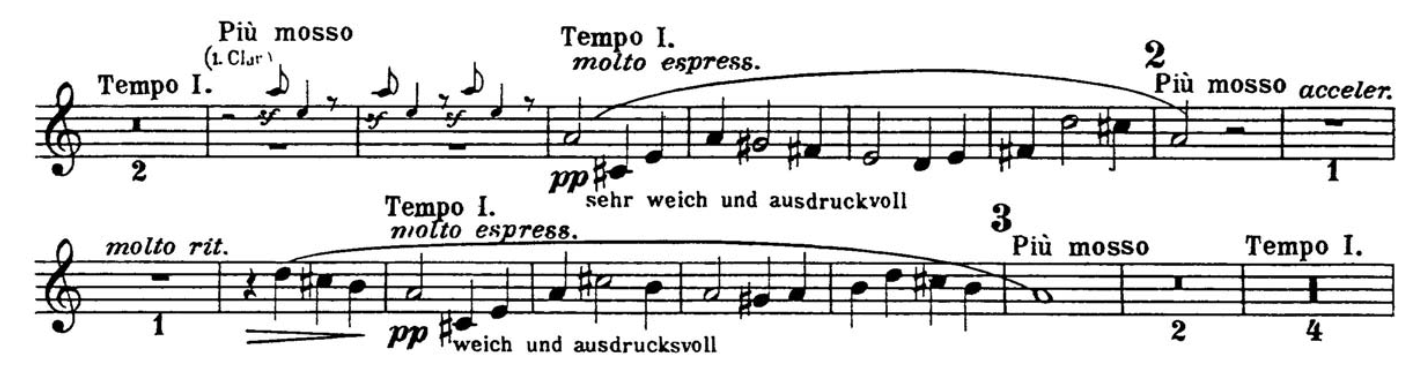 Più mosso
(1. Clar.)
Tempo I.
sf sf sf
Tempo I.
molto espress.
2
Più mosso acceler.
2
pp
sehr weich und ausdruckvoll
1
molto rit.
Tempo I.
molto espress.
3
Più mosso Tempo I.
1
pp
weich und ausdrucksvoll
2
4